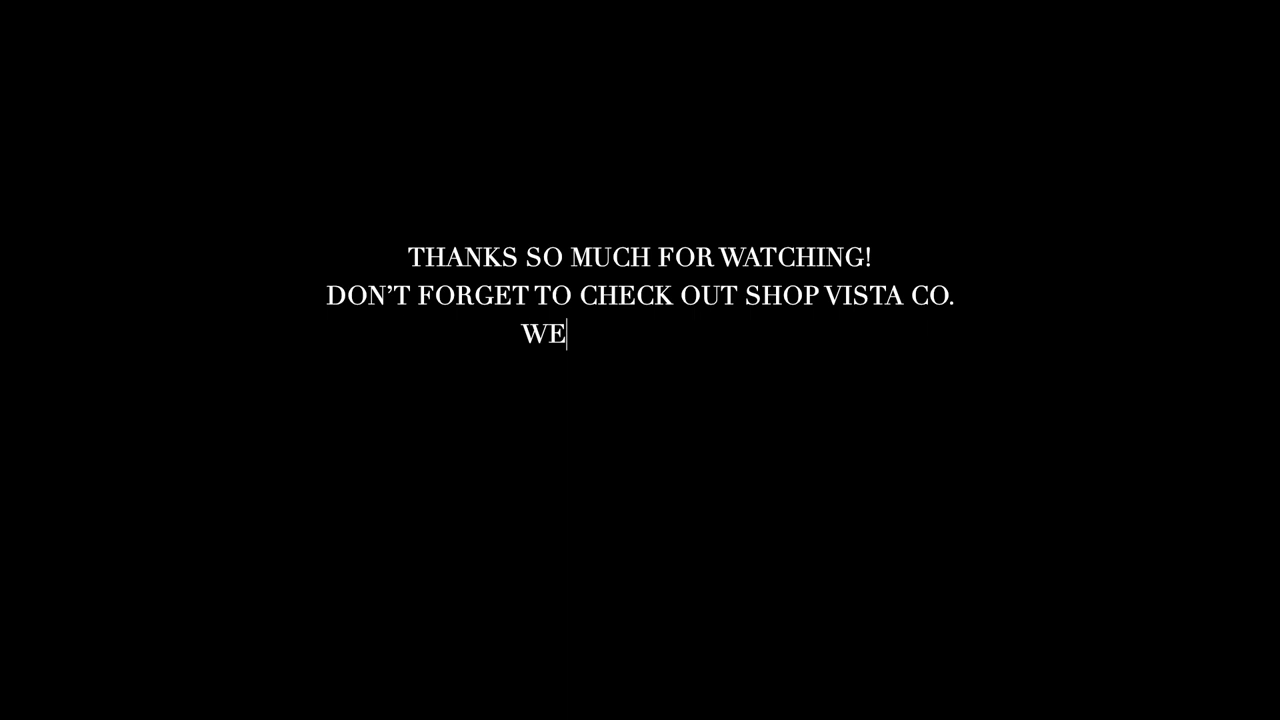 THANKS SO MUCH FOR WATCHING!
DON’T FORGET TO CHECK OUT SHOP VISTA CO.
WE